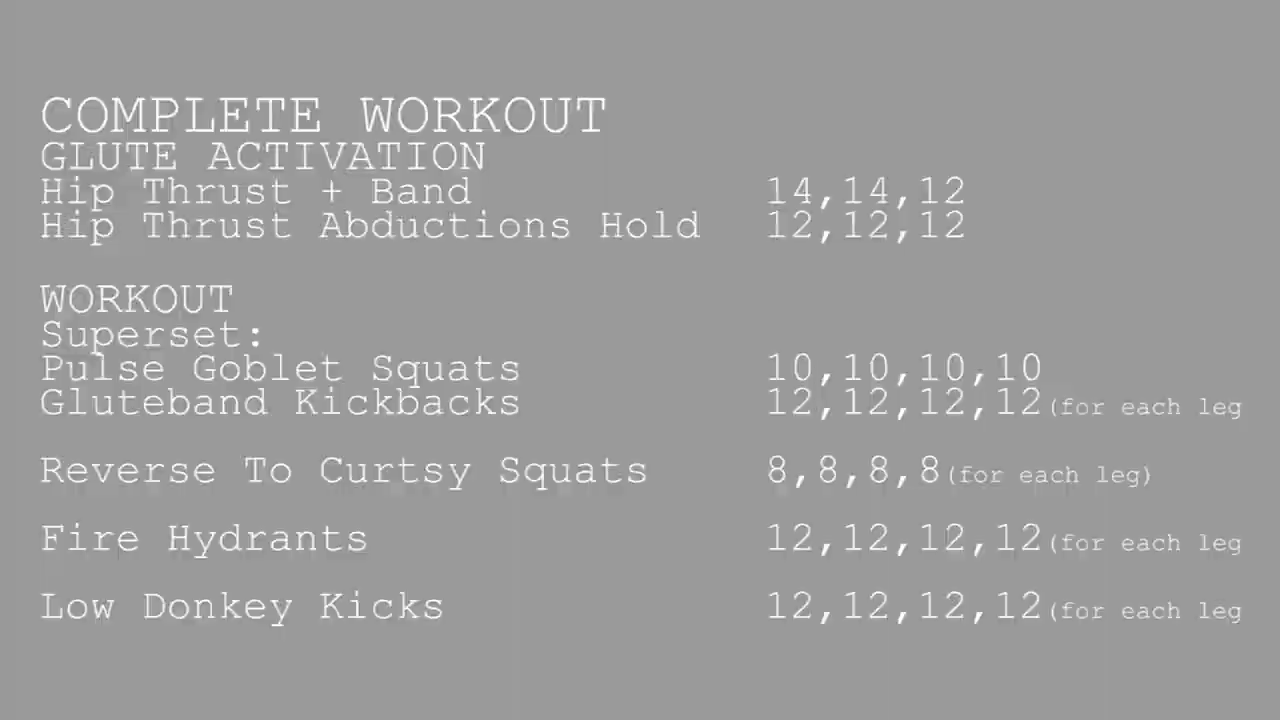 COMPLETE WORKOUT
GLUTE ACTIVATION
Hip Thrust + Band 14,14,12
Hip Thrust Abductions Hold 12,12,12
WORKOUT
Superset:
Pulse Goblet Squats 10,10,10,10
Gluteband Kickbacks 12,12,12,12(for each leg
Reverse To Curtsy Squats 8,8,8,8(for each leg)
Fire Hydrants 12,12,12,12(for each leg
Low Donkey Kicks 12,12,12,12(for each leg